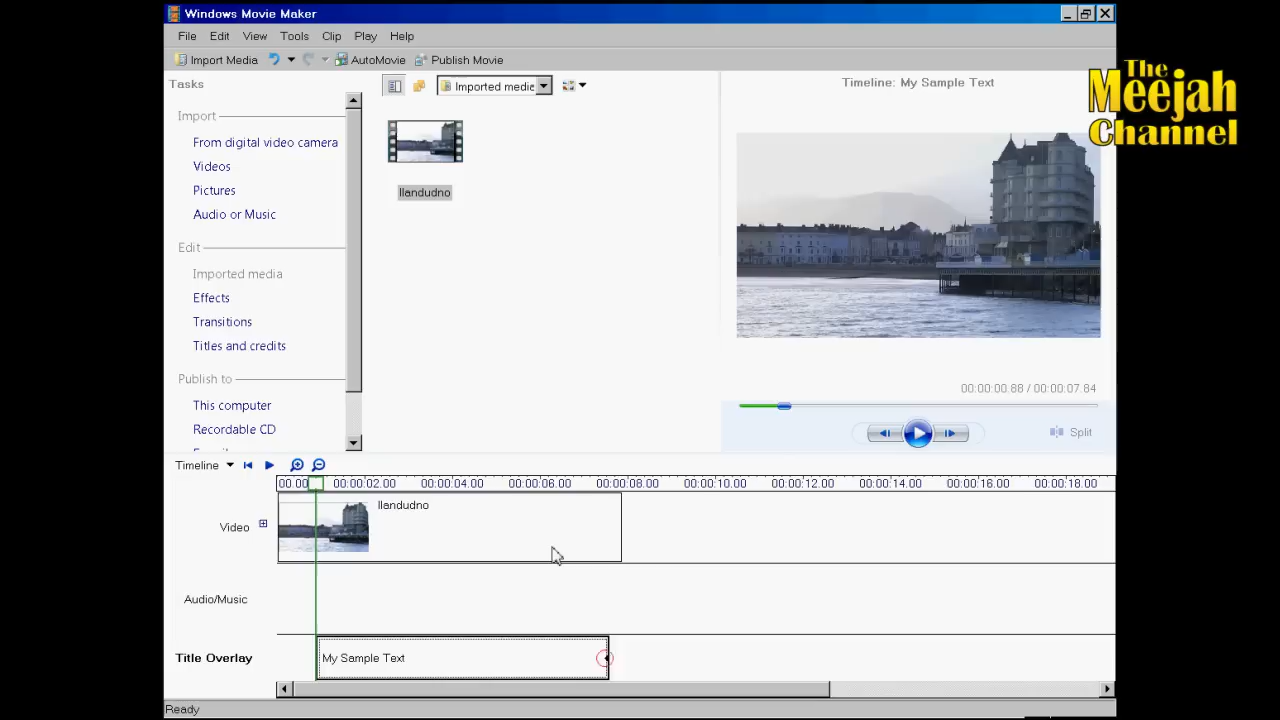 Windows Movie Maker
File Edit View Tools Clip Play Help
Import Media AutoMovie Publish Movie
The
Meejah
Channel
Tasks
Imported media
Timeline: My Sample Text
Import
From digital video camera
Videos
Pictures
Audio or Music
llandudno
Edit
Imported media
Effects
Transitions
Titles and credits
Publish to
This computer
Recordable CD
00:00:00.88 / 00:00:07.84
Split
Timeline
00.00 00:00:02.00 00:00:04.00 00:00:06.00 00:00:08.00 00:00:10.00 00:00:12.00 00:00:14.00 00:00:16.00 00:00:18.00
llandudno
Video
Audio/Music
Title Overlay
My Sample Text
Ready